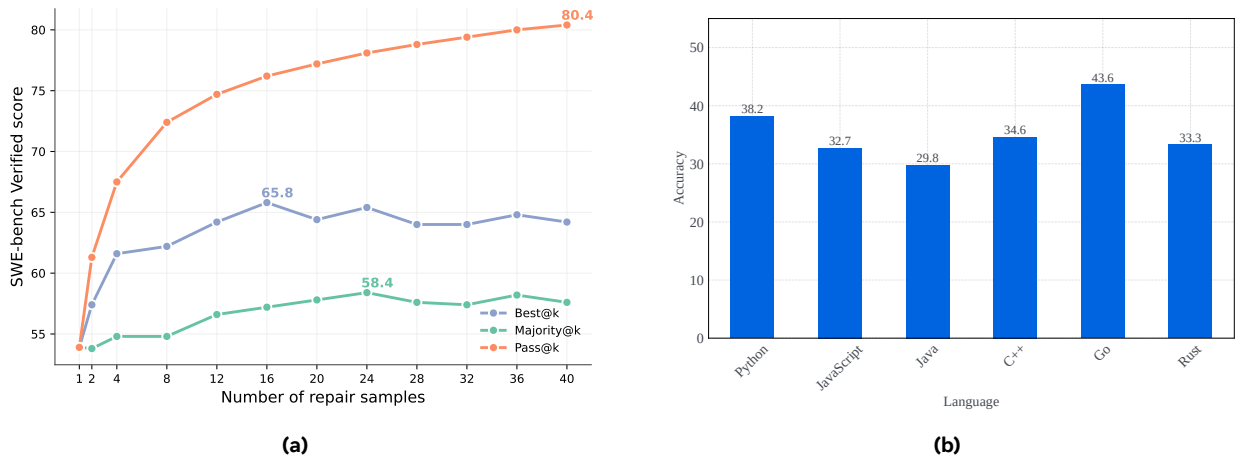 80.4
80
75
70
65.8
65
60
58.4
55
SWE-bench Verified score
Best@k
Majority@k
Pass@k
1 2 4 8 12 16 20 24 28 32 36 40
Number of repair samples
(a)
50
40
30
20
10
0
Accuracy
38.2
32.7
29.8
34.6
43.6
33.3
Python
JavaScript
Java
C++
Go
Rust
Language
(b)